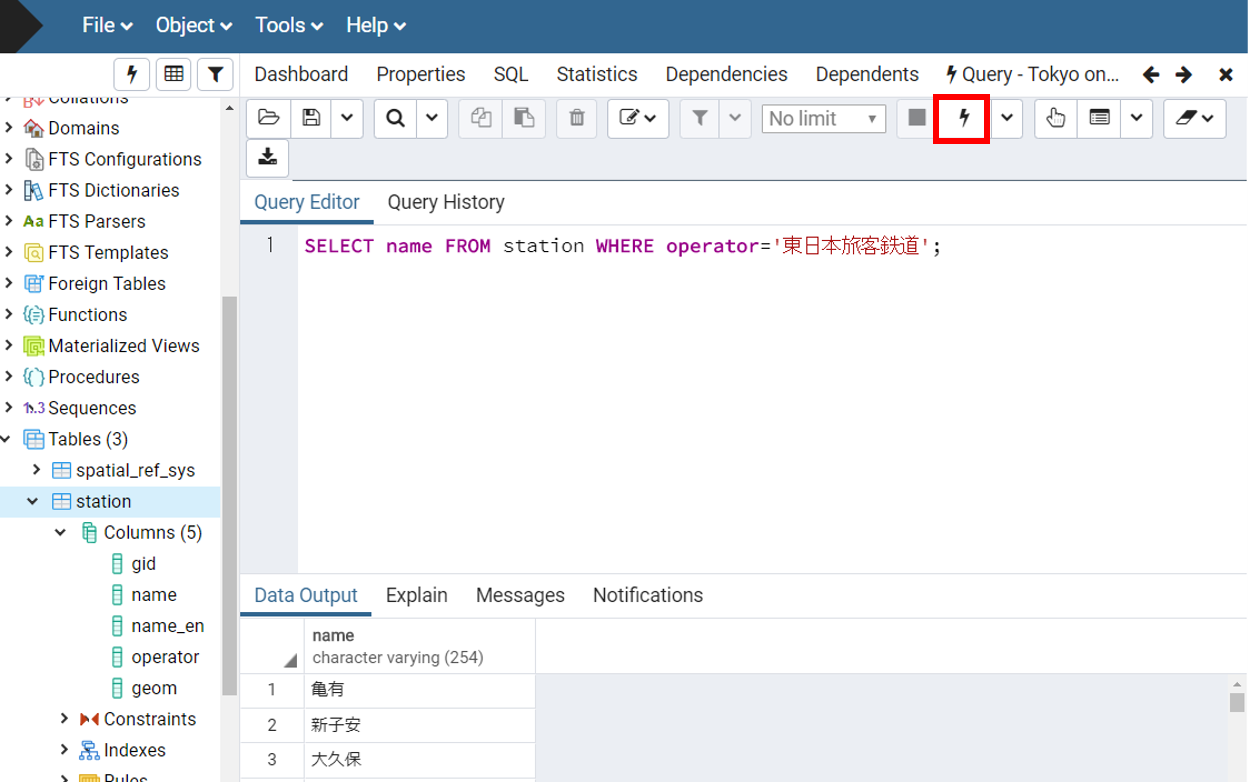 File Object Tools Help
Dashboard Properties SQL Statistics Dependencies Dependents Query - Tokyo on...
No limit
Collations
Domains
FTS Configurations
FTS Dictionaries
Aa FTS Parsers
FTS Templates
Foreign Tables
Functions
Materialized Views
Procedures
1..3 Sequences
Tables (3)
spatial_ref_sys
station
Columns (5)
gid
name
name_en
operator
geom
Constraints
Indexes
Rules
Query Editor Query History
1 SELECT name FROM station WHERE operator='東日本旅客鉄道';
Data Output Explain Messages Notifications
name
character varying (254)
1 亀有
2 新子安
3 大久保